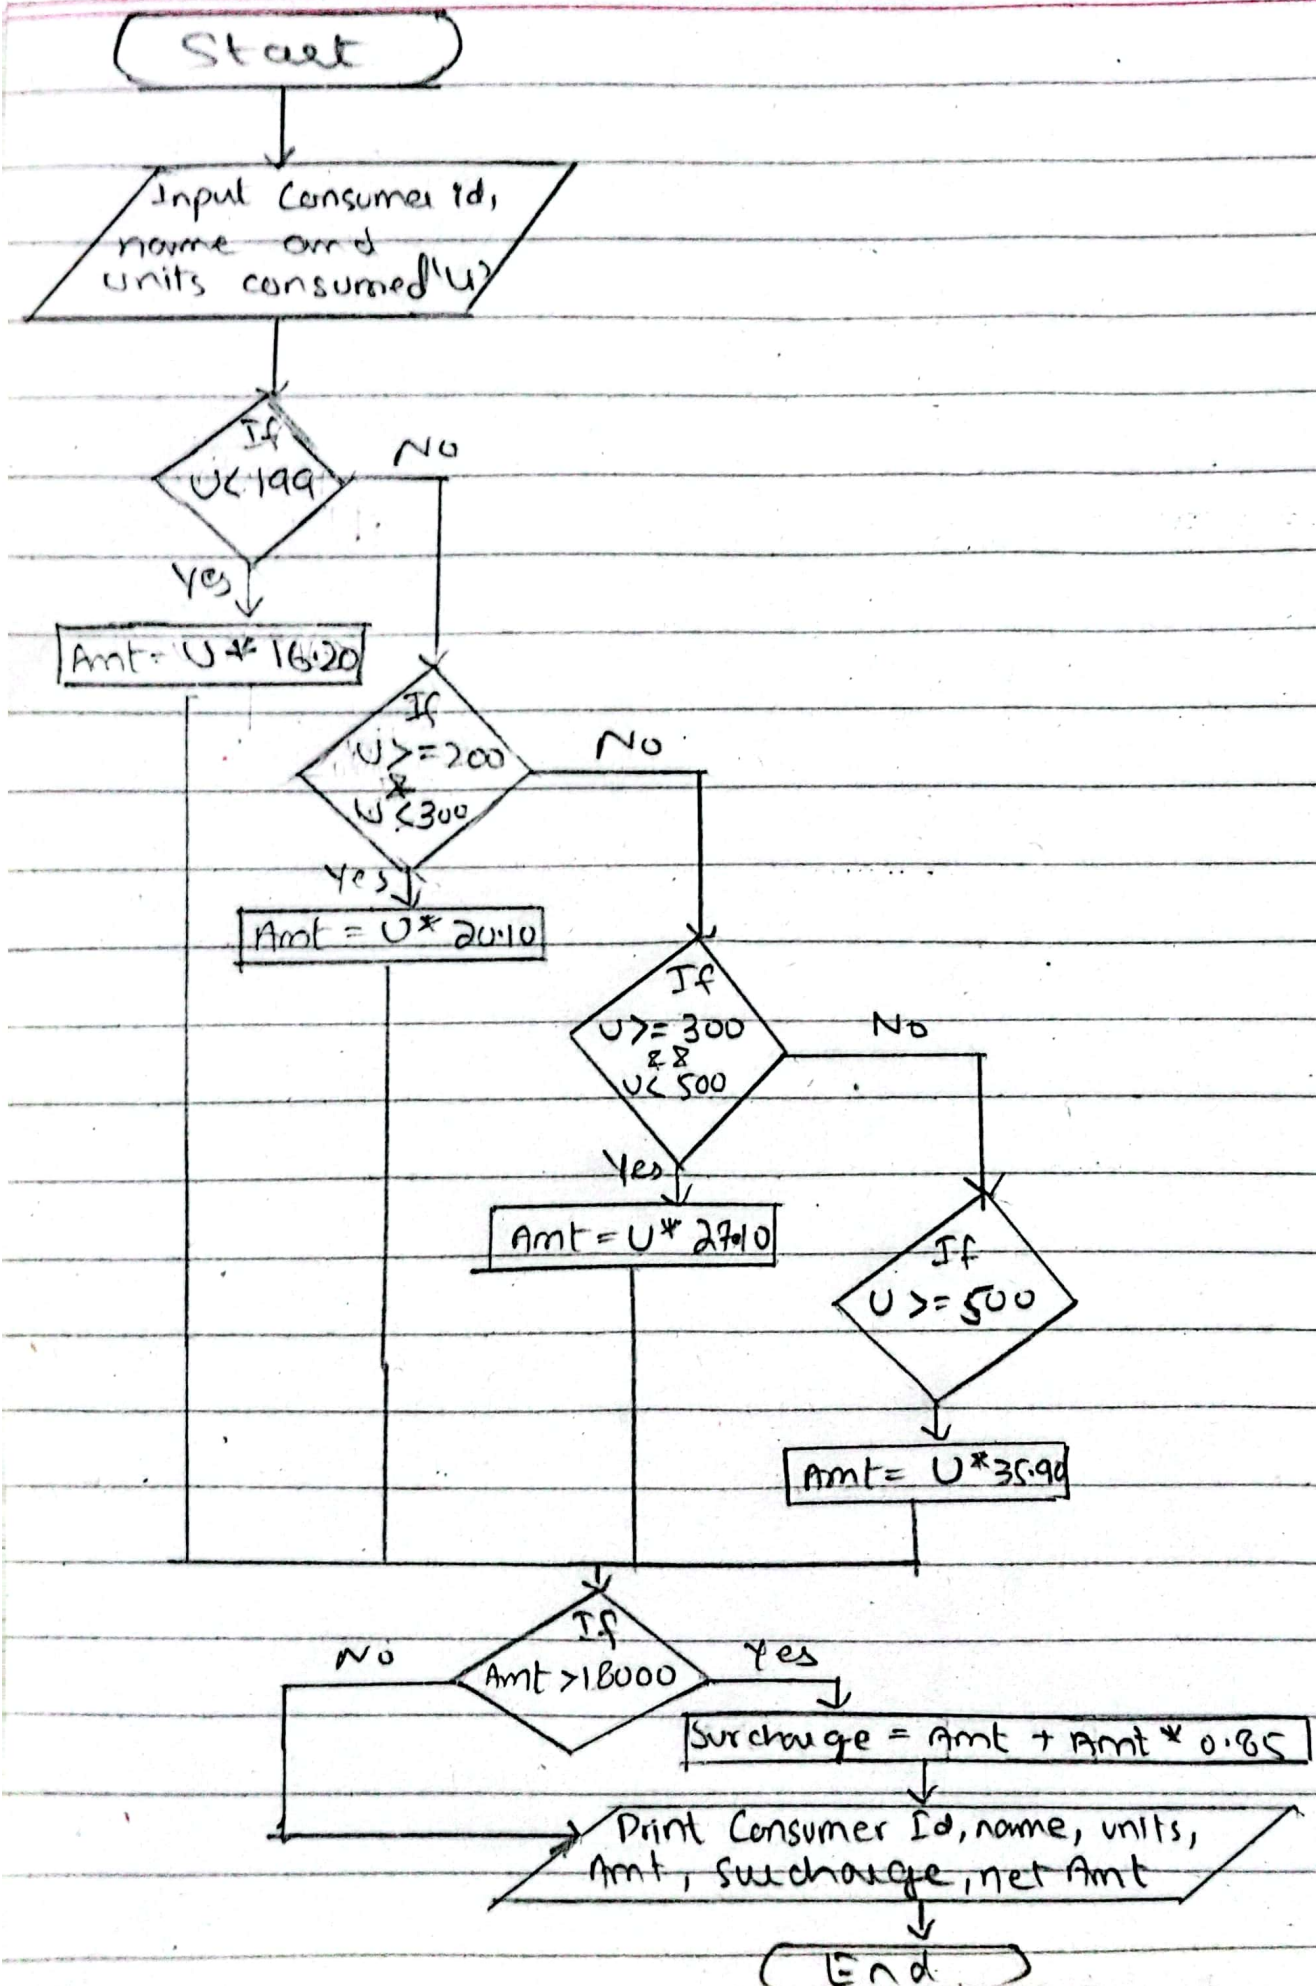 Start
Input Consumer id,
name and
units consumed 'u'
If
U<199
No
Yes
Amt = U * 16.20
If
U>=200
&
U<300
No
Yes
Amt = U* 20.10
If
U>= 300
&&
U< 500
No
Yes
Amt = U* 27.10
If
U >= 500
Amt = U*35.90
If
Amt >18000
No
Yes
Surcharge = Amt + Amt * 0.85
Print Consumer Id, name, units,
Amt, surcharge, net Amt
End